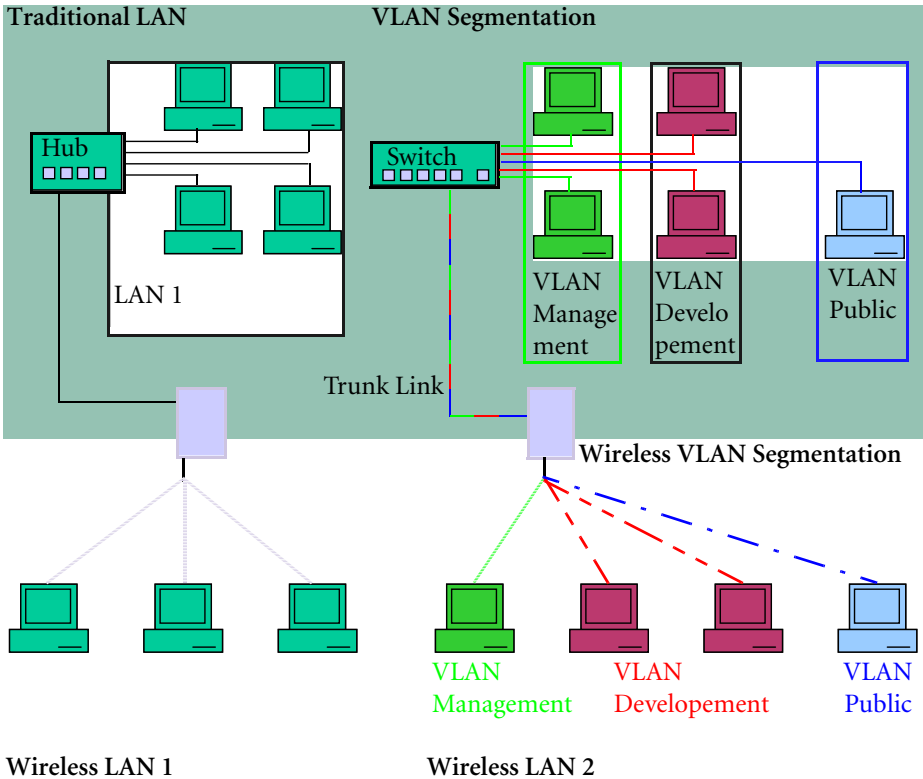 Traditional LAN
VLAN Segmentation
Hub
Switch
LAN 1
VLAN
Manage
ment
VLAN
Develo
pement
VLAN
Public
Trunk Link
Wireless VLAN Segmentation
VLAN
Management
VLAN
Developement
VLAN
Public
Wireless LAN 1
Wireless LAN 2